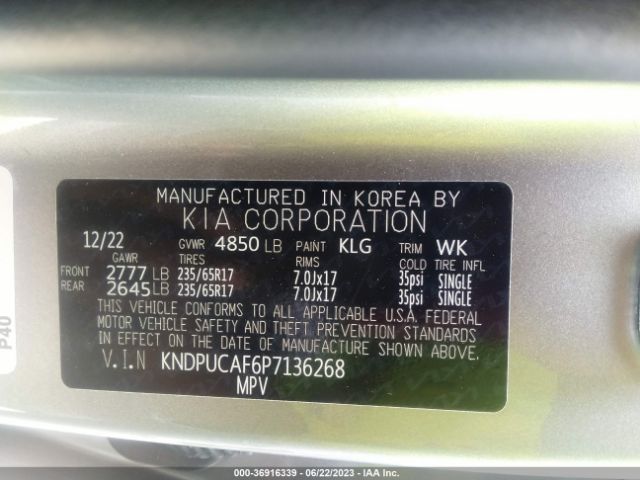 MANUFACTURED IN KOREA BY
KIA CORPORATION
12/22 GVWR 4850 LB PAINT KLG TRIM WK
GAWR TIRES RIMS COLD TIRE INFL
FRONT 2777 LB 235/65R17 7.0Jx17 35psi SINGLE
REAR 2645 LB 235/65R17 7.0Jx17 35psi SINGLE
THIS VEHICLE CONFORMS TO ALL APPLICABLE U.S.A. FEDERAL
MOTOR VEHICLE SAFETY AND THEFT PREVENTION STANDARDS
IN EFFECT ON THE DATE OF MANUFACTURE SHOWN ABOVE.
V.I.N KNDPUCAF6P7136268
MPV
P40
000-36916339 - 06/22/2023 - IAA Inc.